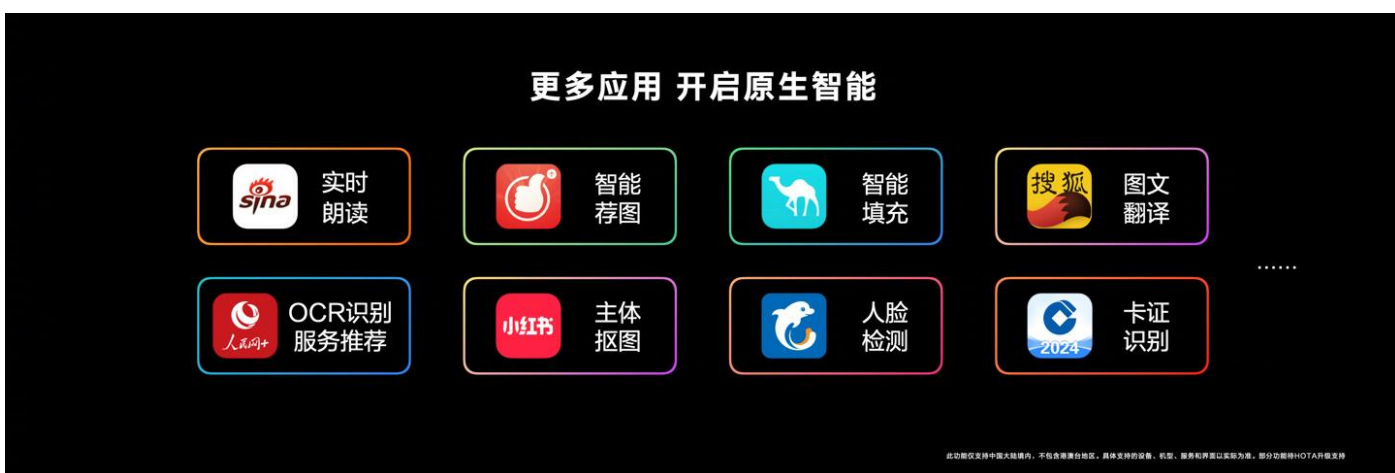 更多应用 开启原生智能
sina
实时
朗读
智能
荐图
智能
填充
搜狐
图文
翻译
......
人民网+
OCR识别
服务推荐
小红书
主体
抠图
人脸
检测
2024
卡证
识别
此功能仅支持中国大陆境内，不包含港澳台地区。具体支持的设备、机型、服务和界面以实际为准。部分功能待HOTA升级支持